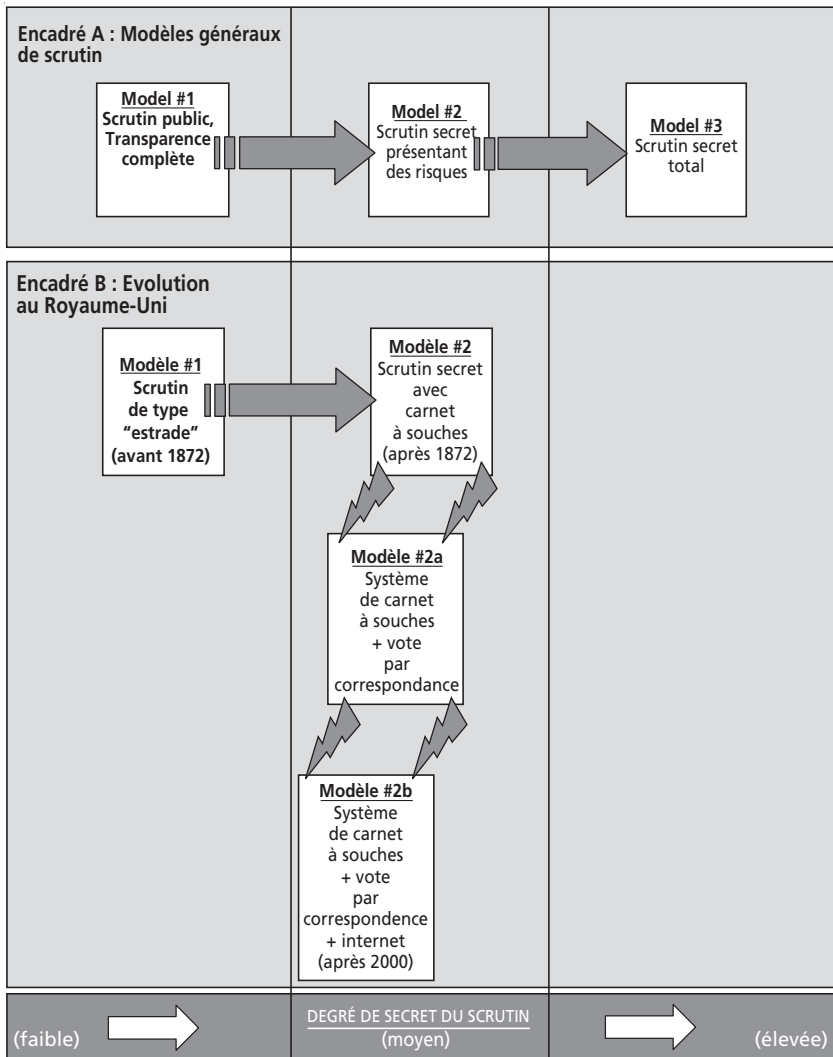 Encadré A : Modèles généraux
de scrutin
Model #1
Scrutin public,
Transparence
complète
Model #2
Scrutin secret
présentant
des risques
Model #3
Scrutin secret
total
Encadré B : Evolution
au Royaume-Uni
Modèle #1
Scrutin
de type
“estrade”
(avant 1872)
Modèle #2
Scrutin secret
avec
carnet
à souches
(après 1872)
Modèle #2a
Système
de carnet
à souches
+ vote
par
correspondance
Modèle #2b
Système
de carnet
à souches
+ vote
par
correspondence
+ internet
(après 2000)
DEGRÉ DE SECRET DU SCRUTIN
(faible)
(moyen)
(élevée)